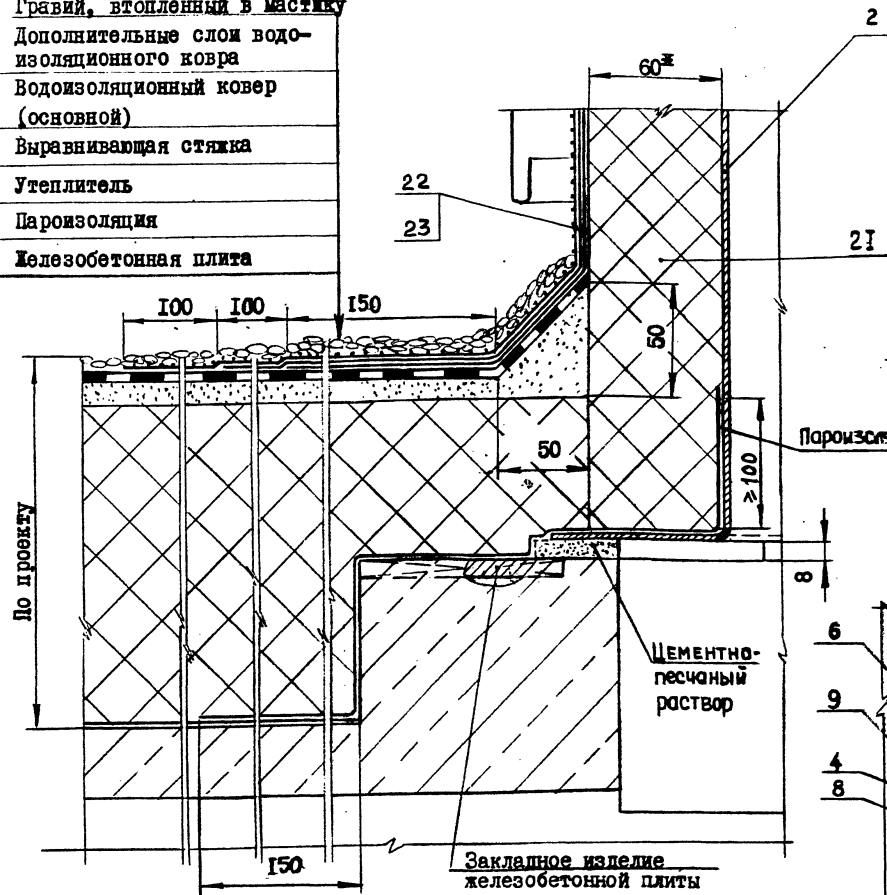 Гравий, втопленный в мастику
Дополнительные слои водо-
изоляционного ковра
Водоизоляционный ковер
(основной)
Выравнивающая стяжка
Утеплитель
Пароизоляция
Железобетонная плита
2
60ж
22
23
21
100
100
150
50
50
Пароизоля
≥100
По проекту
8
Цементно-
песчаный
раствор
6
9
4
8
150
Закладное изделие
железобетонной плиты